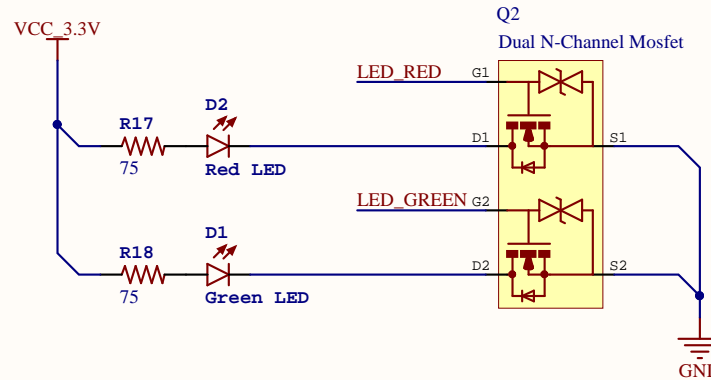 Q2
VCC_3.3V
Dual N-Channel Mosfet
LED_RED
G1
D2
R17
D1
S1
75
Red LED
LED_GREEN
G2
D1
R18
D2
S2
75
Green LED
GND